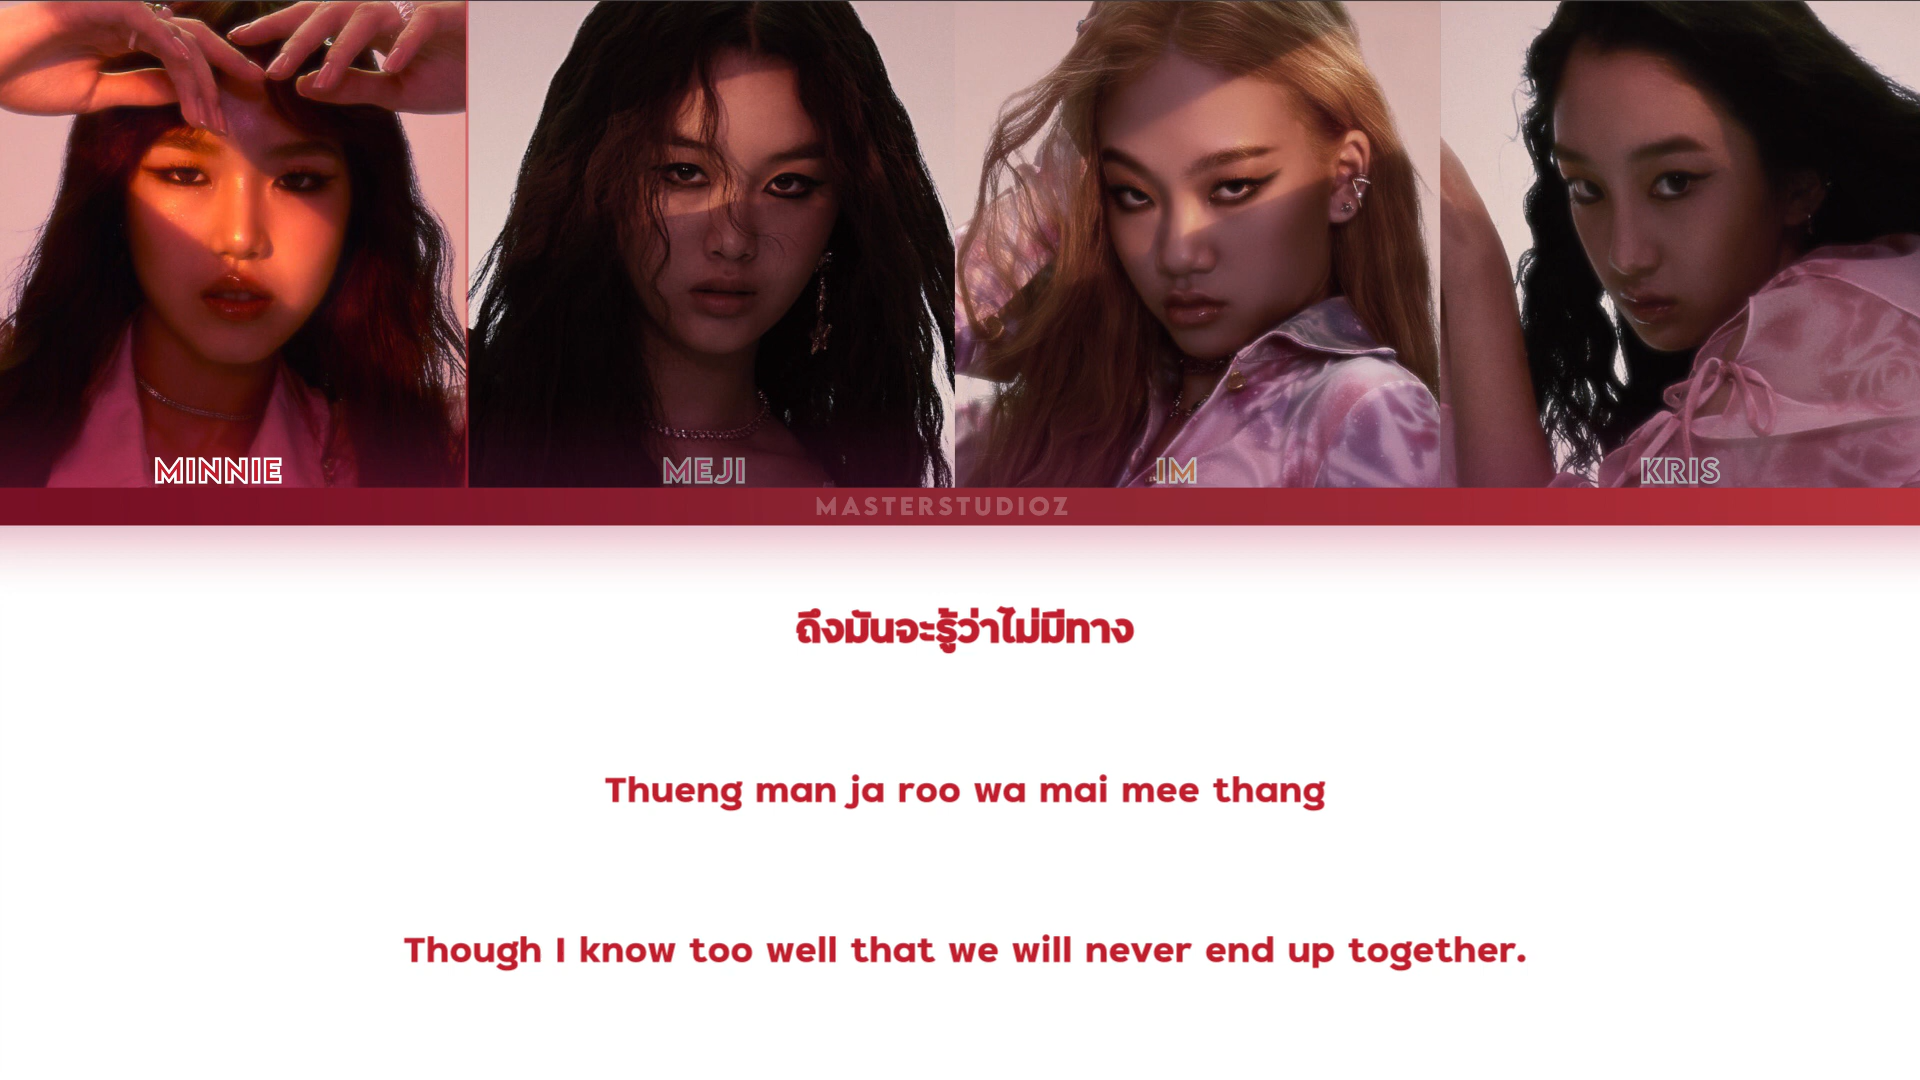 MINNIE
MEJI
IM
KRIS
MASTERSTUDIOZ
ถึงมันจะรู้ว่าไม่มีทาง
Thueng man ja roo wa mai mee thang
Though I know too well that we will never end up together.